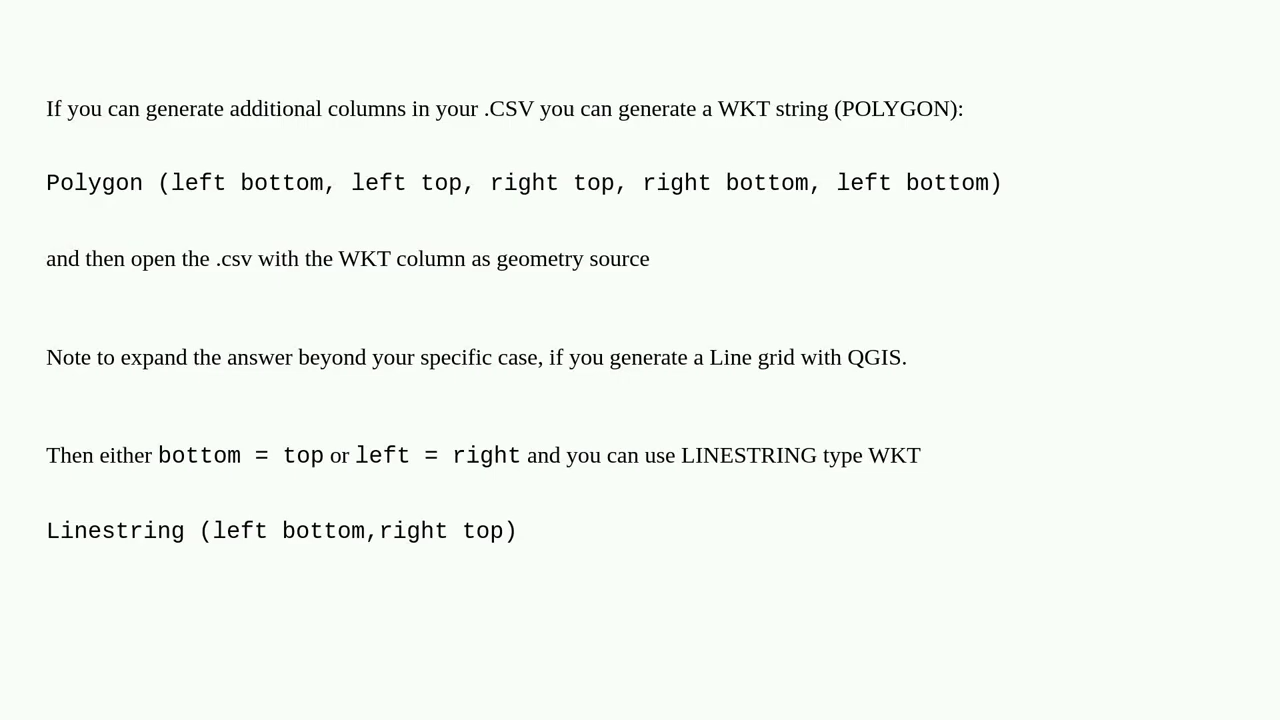 If you can generate additional columns in your .CSV you can generate a WKT string (POLYGON):
Polygon (left bottom, left top, right top, right bottom, left bottom)
and then open the .csv with the WKT column as geometry source
Note to expand the answer beyond your specific case, if you generate a Line grid with QGIS.
Then either bottom = top or left = right and you can use LINESTRING type WKT
Linestring (left bottom,right top)